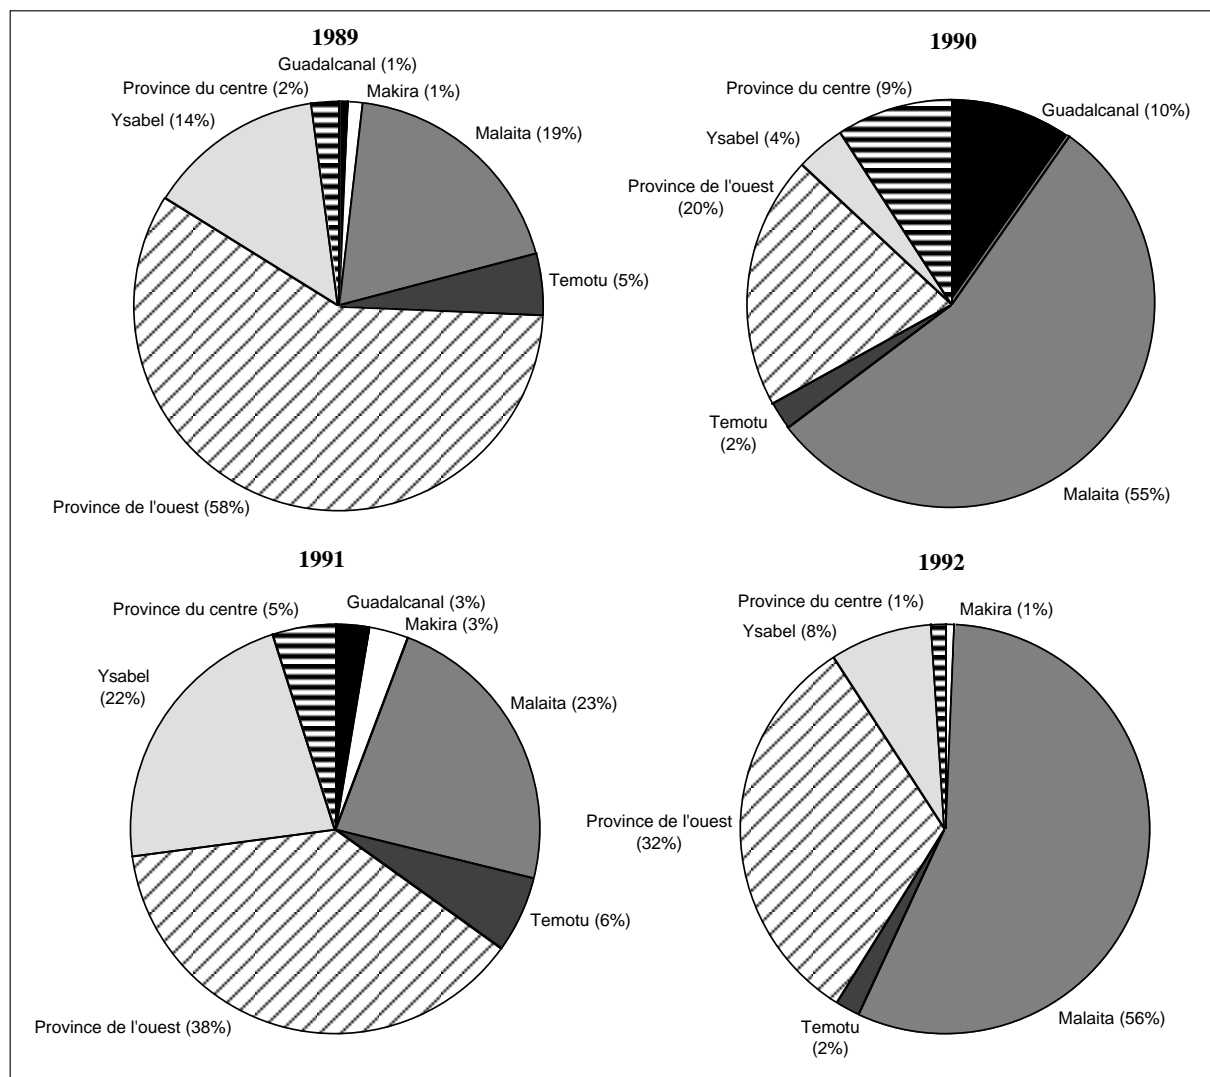 1989
Guadalcanal (1%)
Province du centre (2%)
Makira (1%)
Ysabel (14%)
Malaita (19%)
Temotu (5%)
Province de l'ouest (58%)
1990
Province du centre (9%)
Guadalcanal (10%)
Ysabel (4%)
Province de l'ouest
(20%)
Temotu
(2%)
Malaita (55%)
1991
Guadalcanal (3%)
Province du centre (5%)
Makira (3%)
Ysabel
(22%)
Malaita (23%)
Temotu (6%)
Province de l'ouest (38%)
1992
Province du centre (1%)
Makira (1%)
Ysabel (8%)
Province de l'ouest
(32%)
Temotu
(2%)
Malaita (56%)